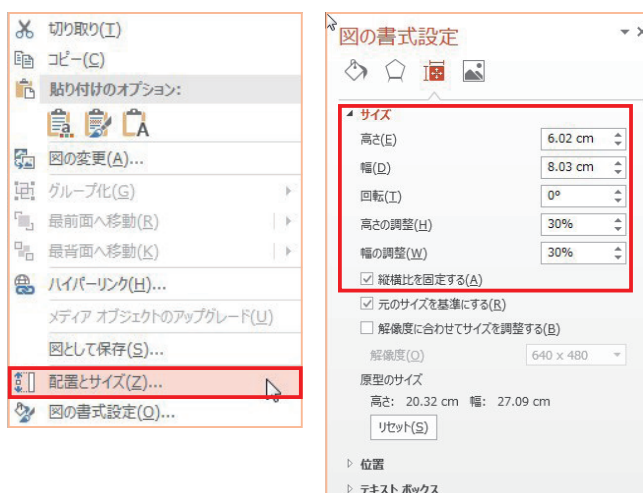 切り取り(T)
コピー(C)
貼り付けのオプション:
図の変更(A)...
グループ化(G)
最前面へ移動(R)
最背面へ移動(K)
ハイパーリンク(H)...
メディア オブジェクトのアップグレード(U)
図として保存(S)...
配置とサイズ(Z)...
図の書式設定(O)...
図の書式設定
サイズ
高さ(E) 6.02 cm
幅(D) 8.03 cm
回転(T) 0°
高さの調整(H) 30%
幅の調整(W) 30%
縦横比を固定する(A)
元のサイズを基準にする(R)
解像度に合わせてサイズを調整する(B)
解像度(O) 640 x 480
原型のサイズ
高さ: 20.32 cm 幅: 27.09 cm
リセット(S)
位置
テキスト ボックス